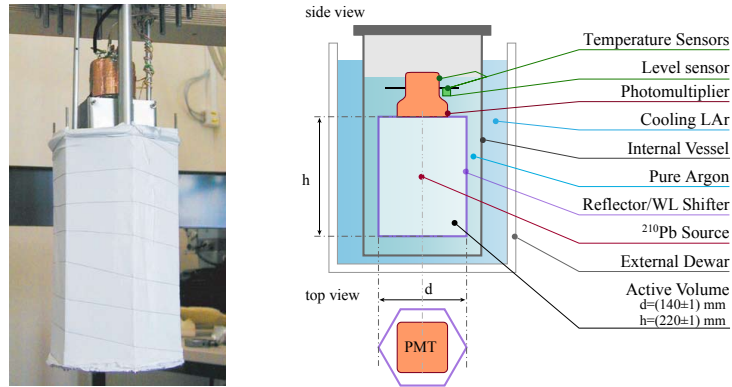 side view
Temperature Sensors
Level sensor
Photomultiplier
Cooling LAr
Internal Vessel
Pure Argon
Reflector/WL Shifter
²¹⁰Pb Source
External Dewar
Active Volume
d=(140±1) mm
h=(220±1) mm
h
top view
d
PMT